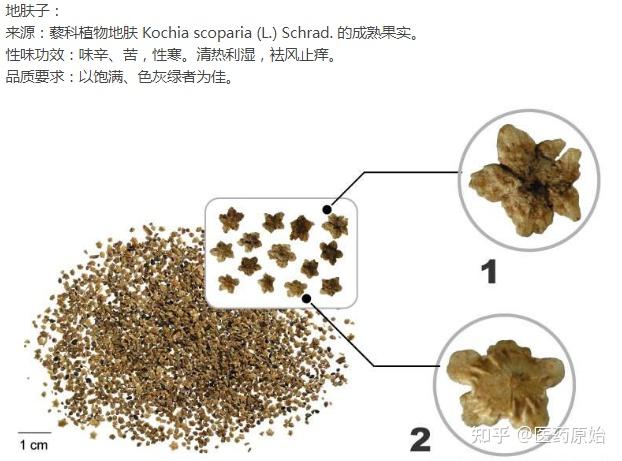 地肤子：
来源：藜科植物地肤 Kochia scoparia (L.) Schrad. 的成熟果实。
性味功效：味辛、苦，性寒。清热利湿，祛风止痒。
品质要求：以饱满、色灰绿者为佳。
1
2
1 cm
知乎 @医药原始